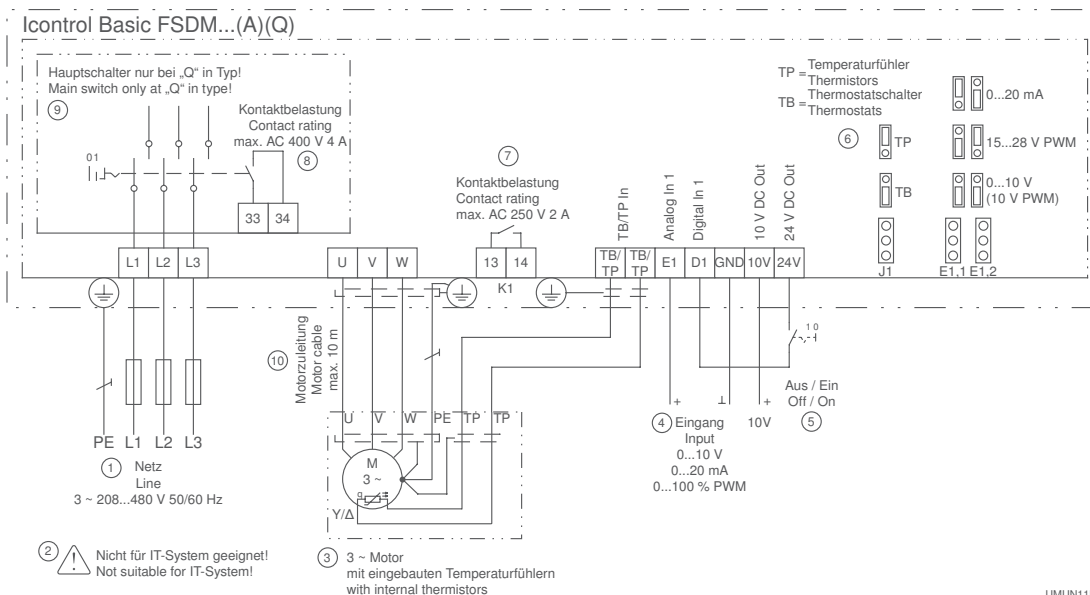 Icontrol Basic FSDM...(A)(Q)
Hauptschalter nur bei „Q“ in Typ!
Main switch only at „Q“ in type!
9
Kontaktbelastung
Contact rating
max. AC 400 V 4 A
8
0 1
33 34
7
Kontaktbelastung
Contact rating
max. AC 250 V 2 A
TP = Temperaturfühler
Thermistors
TB = Thermostatschalter
Thermostats
6
TP
TB
J1
0...20 mA
15...28 V PWM
0...10 V
(10 V PWM)
E1,1 E1,2
TB/TP In
Analog In 1
Digital In 1
10 V DC Out
24 V DC Out
L1 L2 L3
U V W
13 14
K1
TB/TP TB/TP E1 D1 GND 10V 24V
10
Motorzuleitung
Motor cable
max. 10 m
1 0
Aus / Ein
Off / On
5
PE L1 L2 L3
1
Netz
Line
3 ~ 208...480 V 50/60 Hz
U V W PE TP TP
M
3 ~
Y/Δ
+ ⊥ +
4
Eingang
Input
0...10 V
0...20 mA
0...100 % PWM
10V
2
Nicht für IT-System geeignet!
Not suitable for IT-System!
3
3 ~ Motor
mit eingebauten Temperaturfühlern
with internal thermistors